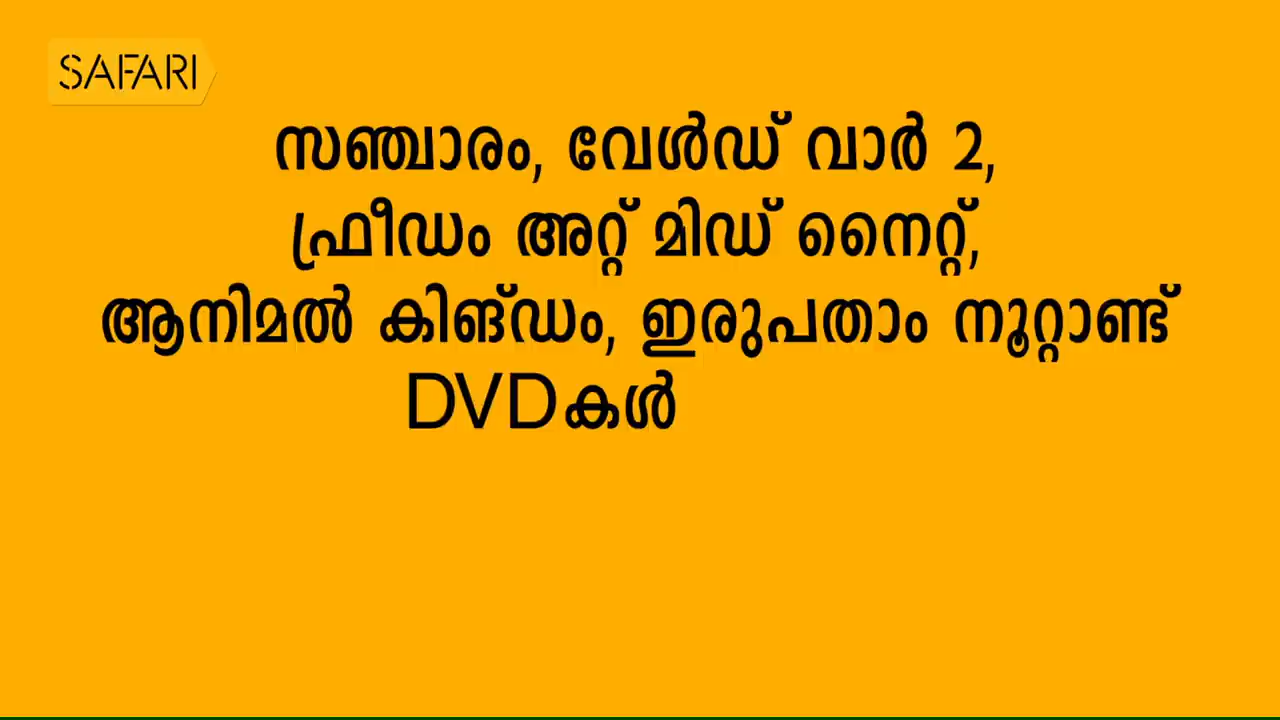 SAFARI
സഞ്ചാരം, വേൾഡ് വാർ 2,
ഫ്രീഡം അറ്റ് മിഡ് നൈറ്റ്,
ആനിമൽ കിങ്ഡം, ഇരുപതാം നൂറ്റാണ്ട്
DVDകൾ